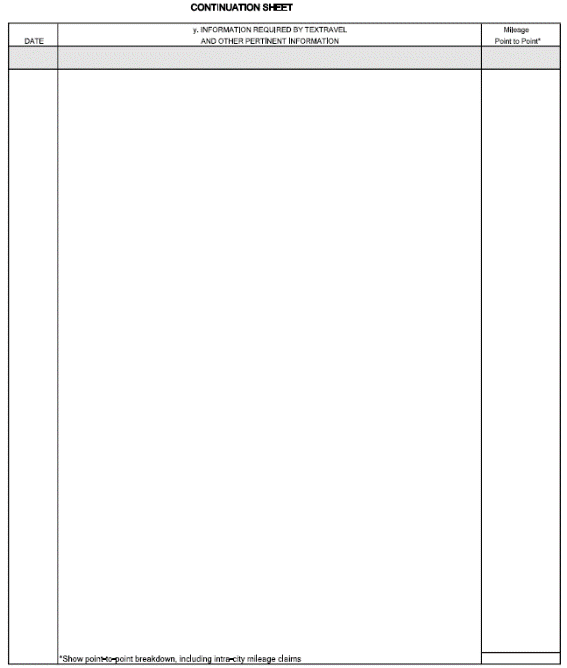 CONTINUATION SHEET
y. INFORMATION REQUIRED BY TEXTRAVEL
AND OTHER PERTINENT INFORMATION
DATE
Mileage
Point to Point*
*Show point-to-point breakdown, including intra-city mileage claims